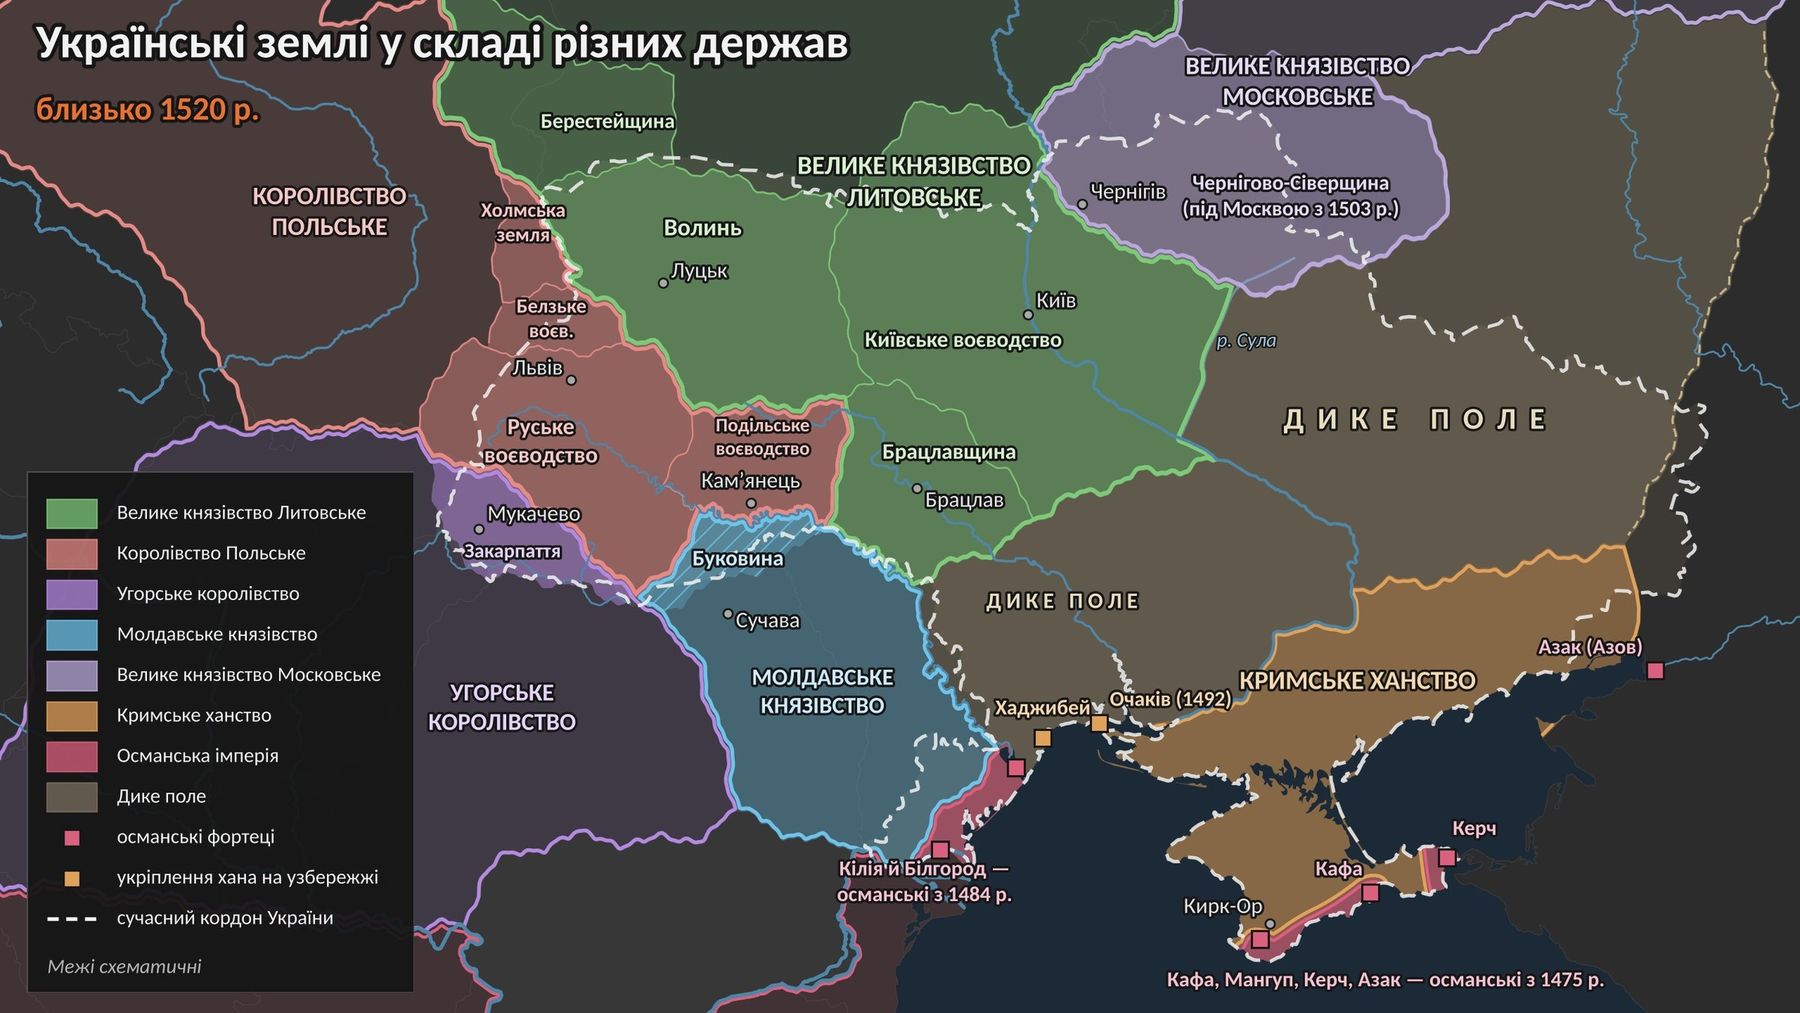 Українські землі у складі різних держав
близько 1520 р.
Берестейщина
ВЕЛИКЕ КНЯЗІВСТВО
МОСКОВСЬКЕ
КОРОЛІВСТВО
ПОЛЬСЬКЕ
Холмська
земля
ВЕЛИКЕ КНЯЗІВСТВО
ЛИТОВСЬКЕ
Чернігів
Чернігово-Сіверщина
(під Москвою з 1503 р.)
Волинь
Луцьк
Київ
Белзьке
воєв.
Київське воєводство
р. Сула
Львів
ДИКЕ ПОЛЕ
Руське
воєводство
Подільське
воєводство
Кам’янець
Брацлавщина
Брацлав
Мукачево
Закарпаття
Буковина
Сучава
ДИКЕ ПОЛЕ
УГОРСЬКЕ
КОРОЛІВСТВО
МОЛДАВСЬКЕ
КНЯЗІВСТВО
Хаджибей
Очаків (1492)
КРИМСЬКЕ ХАНСТВО
Азак (Азов)
Кілія й Білгород —
османські з 1484 р.
Керч
Кафа
Кирк-Ор
Кафа, Мангуп, Керч, Азак — османські з 1475 р.
Велике князівство Литовське
Королівство Польське
Угорське королівство
Молдавське князівство
Велике князівство Московське
Кримське ханство
Османська імперія
Дике поле
османські фортеці
укріплення хана на узбережжі
сучасний кордон України
Межі схематичні